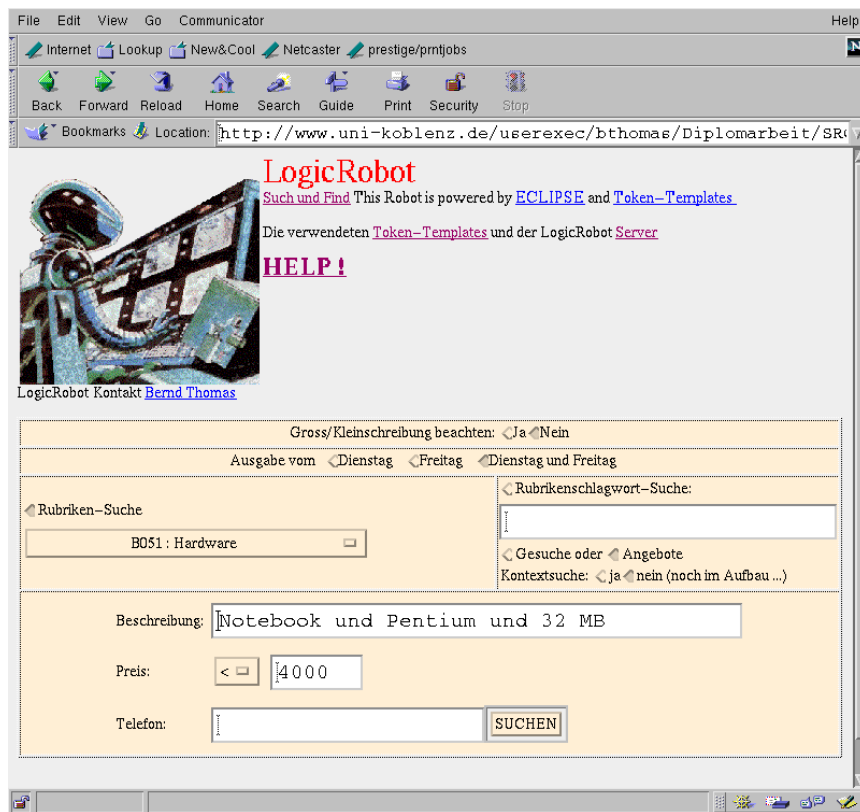 File Edit View Go Communicator Help
Internet Lookup New&Cool Netcaster prestige/prntjobs
Back Forward Reload Home Search Guide Print Security Stop
Bookmarks Location: http://www.uni-koblenz.de/userexec/bthomas/Diplomarbeit/SR
LogicRobot
Such und Find This Robot is powered by ECLIPSE and Token-Templates
Die verwendeten Token-Templates und der LogicRobot Server
HELP!
LogicRobot Kontakt Bernd Thomas
Gross/Kleinschreibung beachten: Ja Nein
Ausgabe vom Dienstag Freitag Dienstag und Freitag
Rubriken-Suche
B051 : Hardware
Rubrikenschlagwort-Suche:
Gesuche oder Angebote
Kontextsuche: ja nein (noch im Aufbau ...)
Beschreibung: Notebook und Pentium und 32 MB
Preis: < 4000
Telefon: SUCHEN